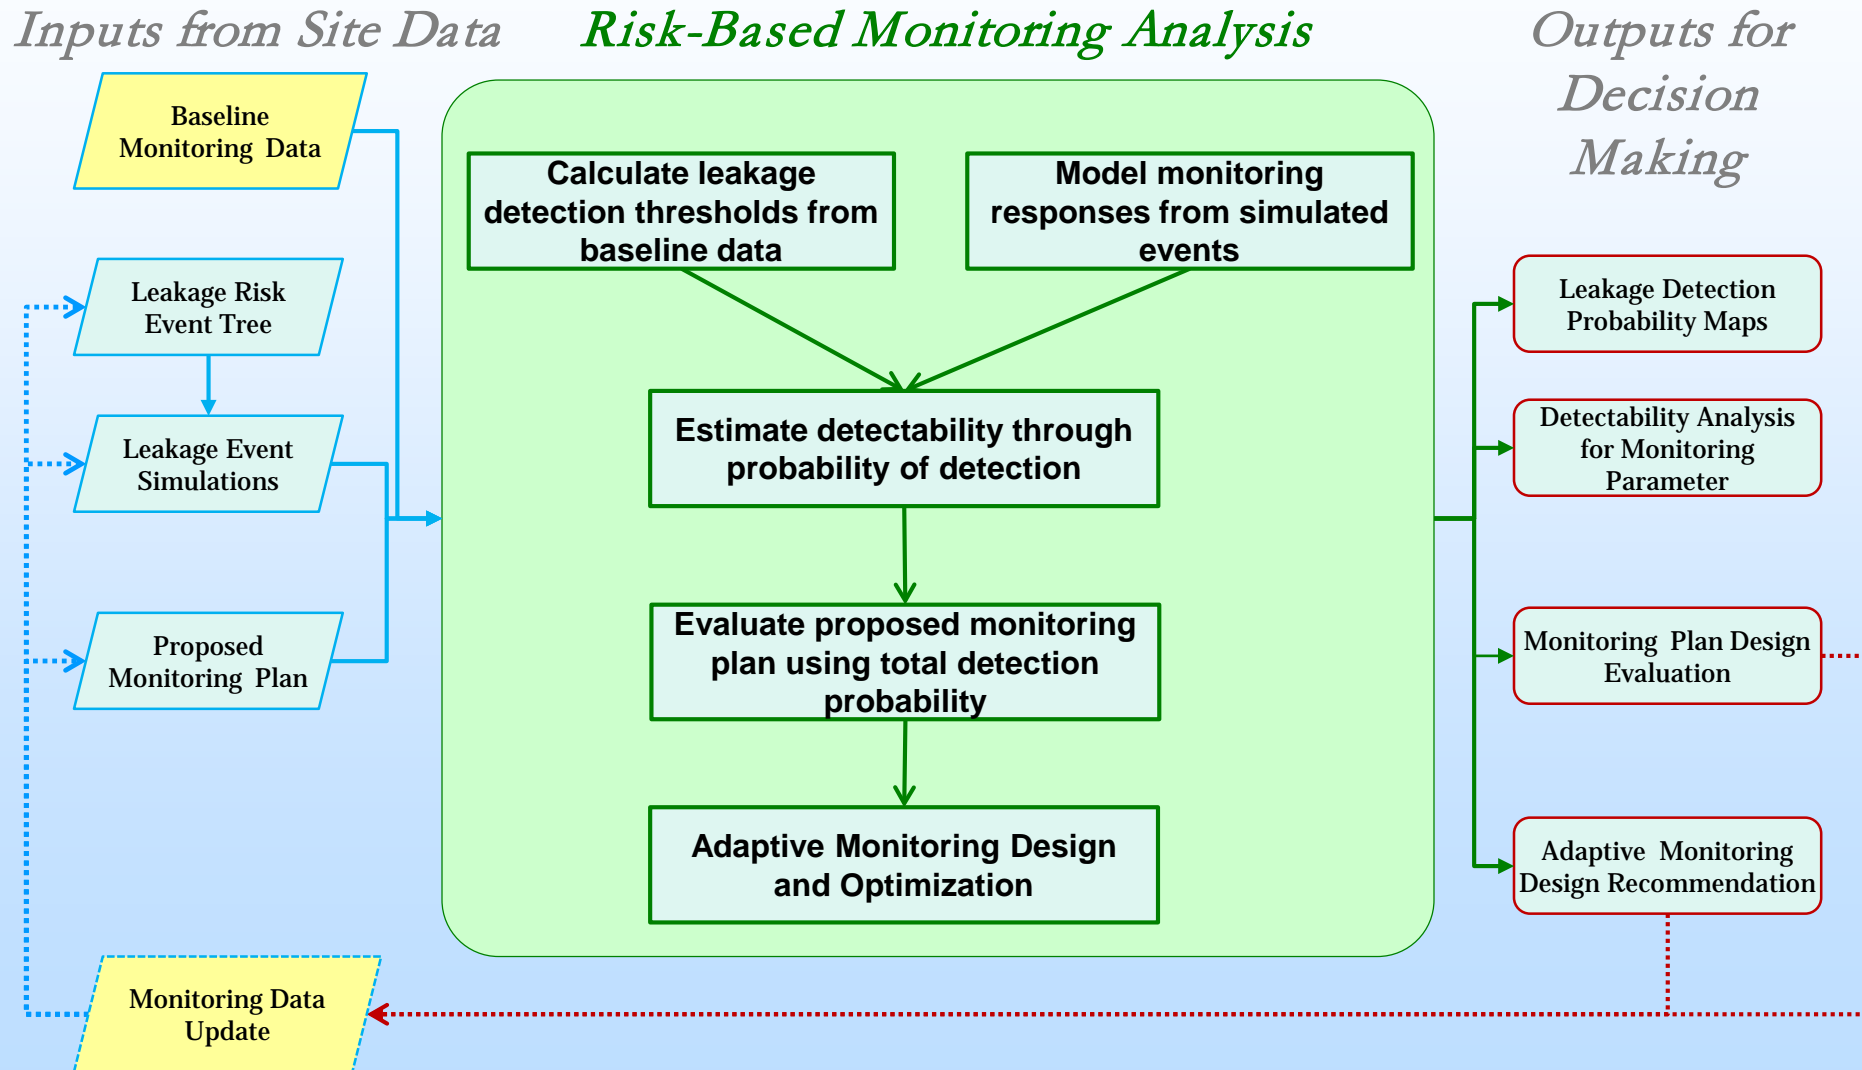 Inputs from Site Data
Risk-Based Monitoring Analysis
Outputs for
Decision
Making
Baseline
Monitoring Data
Leakage Risk
Event Tree
Leakage Event
Simulations
Proposed
Monitoring Plan
Monitoring Data
Update
Calculate leakage
detection thresholds from
baseline data
Model monitoring
responses from simulated
events
Estimate detectability through
probability of detection
Evaluate proposed monitoring
plan using total detection
probability
Adaptive Monitoring Design
and Optimization
Leakage Detection
Probability Maps
Detectability Analysis
for Monitoring
Parameter
Monitoring Plan Design
Evaluation
Adaptive Monitoring
Design Recommendation